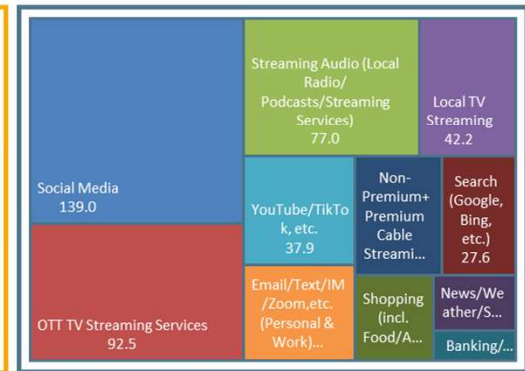 Social Media
139.0
OTT TV Streaming Services
92.5
Streaming Audio (Local
Radio/
Podcasts/Streaming
Services)
77.0
Local TV
Streaming
42.2
YouTube/TikTo
k, etc.
37.9
Non-
Premium+
Premium
Cable
Streami...
Search
(Google,
Bing,
etc.)
27.6
Email/Text/IM
/Zoom,etc.
(Personal &
Work)...
Shopping
(incl.
Food/A...
News/We
ather/S...
Banking/...